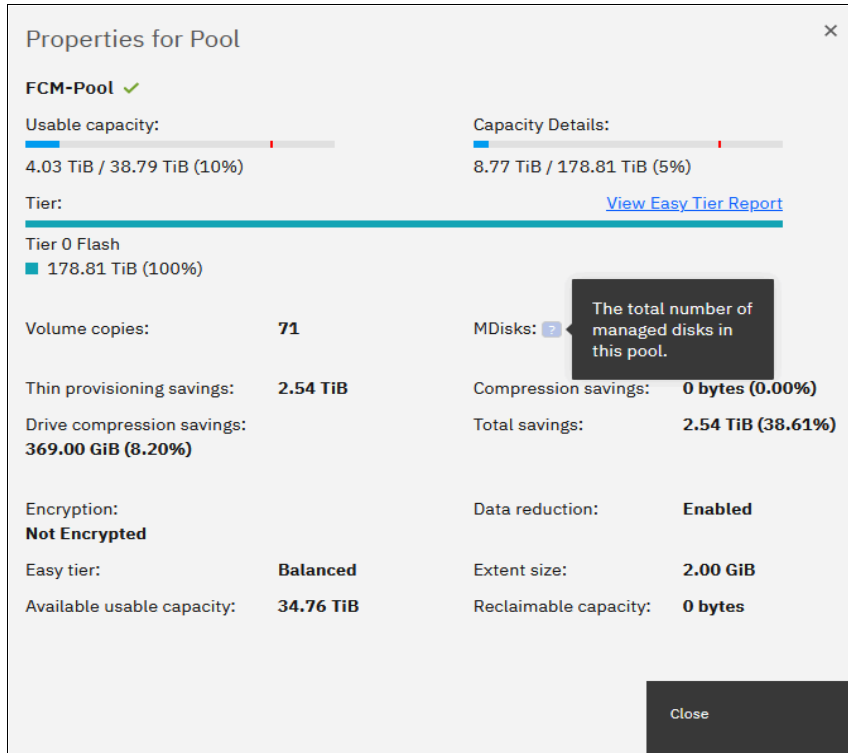 Properties for Pool
×
FCM-Pool
Usable capacity:
4.03 TiB / 38.79 TiB (10%)
Capacity Details:
8.77 TiB / 178.81 TiB (5%)
Tier:
View Easy Tier Report
Tier 0 Flash
178.81 TiB (100%)
Volume copies: 71
MDisks: ?
The total number of
managed disks in
this pool.
Thin provisioning savings: 2.54 TiB
Compression savings: 0 bytes (0.00%)
Drive compression savings:
369.00 GiB (8.20%)
Total savings: 2.54 TiB (38.61%)
Encryption:
Not Encrypted
Data reduction: Enabled
Easy tier: Balanced
Extent size: 2.00 GiB
Available usable capacity: 34.76 TiB
Reclaimable capacity: 0 bytes
Close